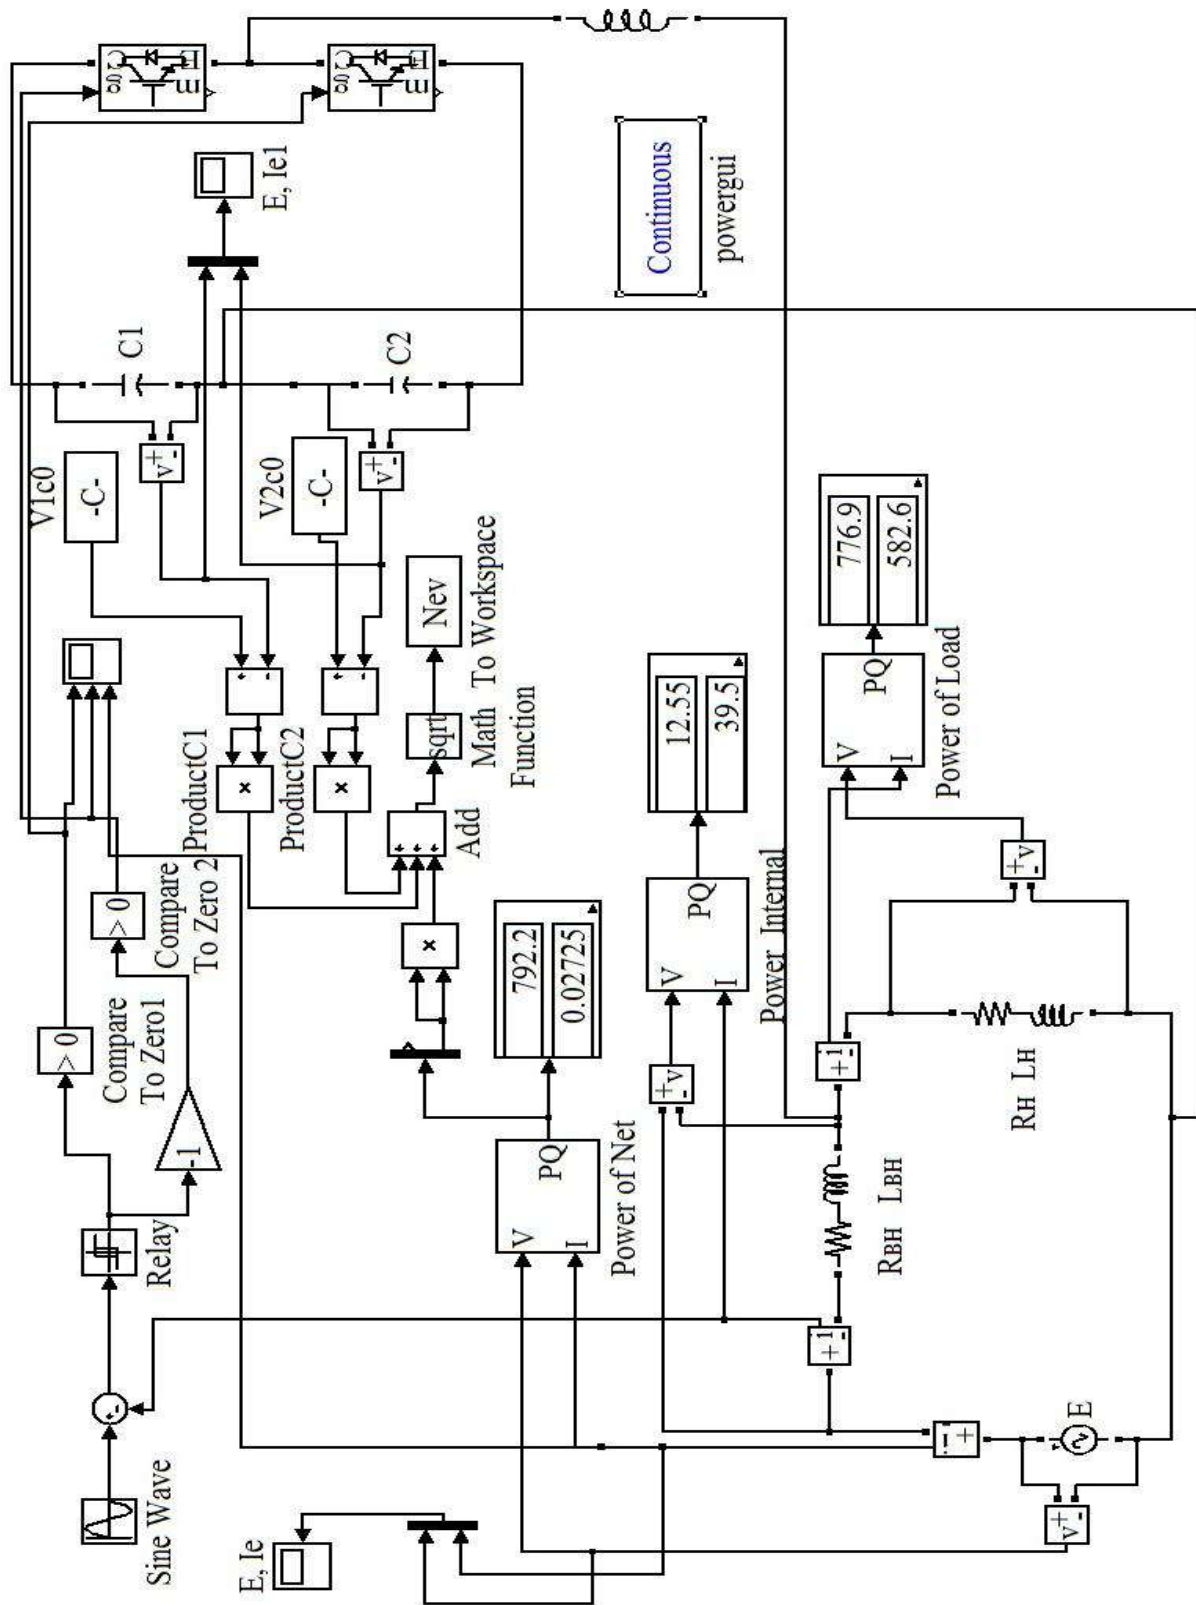 Sine Wave
Relay
> 0
Compare
To Zero1
-1
> 0
Compare
To Zero 2
E, Ie
V1c0
-C-
C1
v
+
-
E, Ie1
V2c0
-C-
C2
v
+
-
ProductC1
×
ProductC2
×
Add
×
sqrt
Math
Function
Nev
To Workspace
V
I
PQ
Power of Net
792.2
0.02725
V
I
PQ
Power Internal
12.55
39.5
V
I
PQ
Power of Load
776.9
582.6
Continuous
powergui
RBH LBH
RH LH
E
+
i
-
+
i
-
+
i
-
+
v
-
+
v
-
v
+
-
C
g
E
m
C
g
E
m